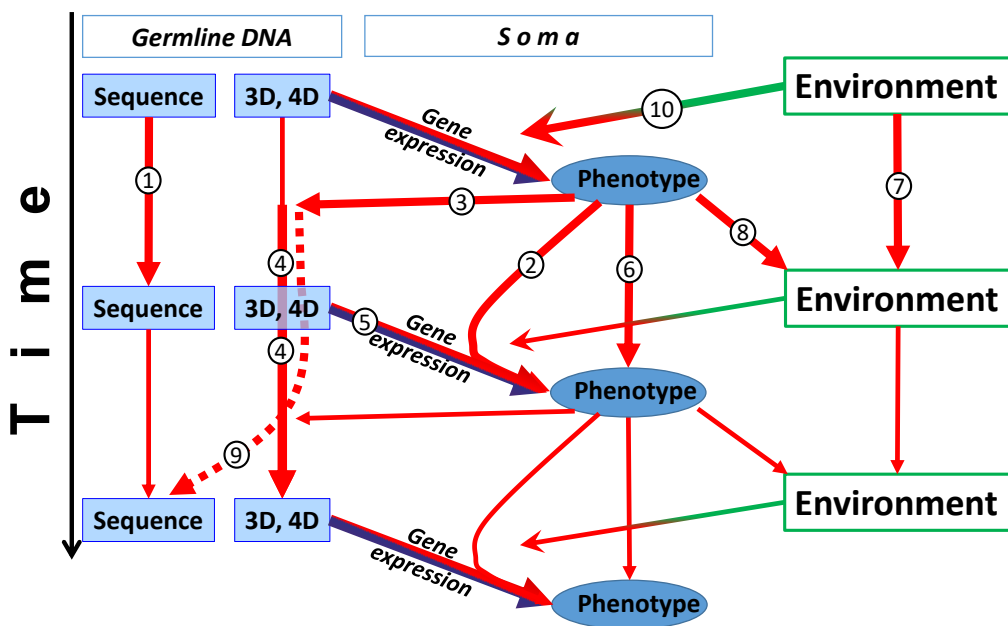 Germline DNA
Soma
Sequence
3D, 4D
Environment
Gene
expression
10
Phenotype
1
3
7
2
6
8
4
Sequence
3D, 4D
Environment
5
Gene
expression
4
Phenotype
9
Sequence
3D, 4D
Environment
Gene
expression
Phenotype
Time